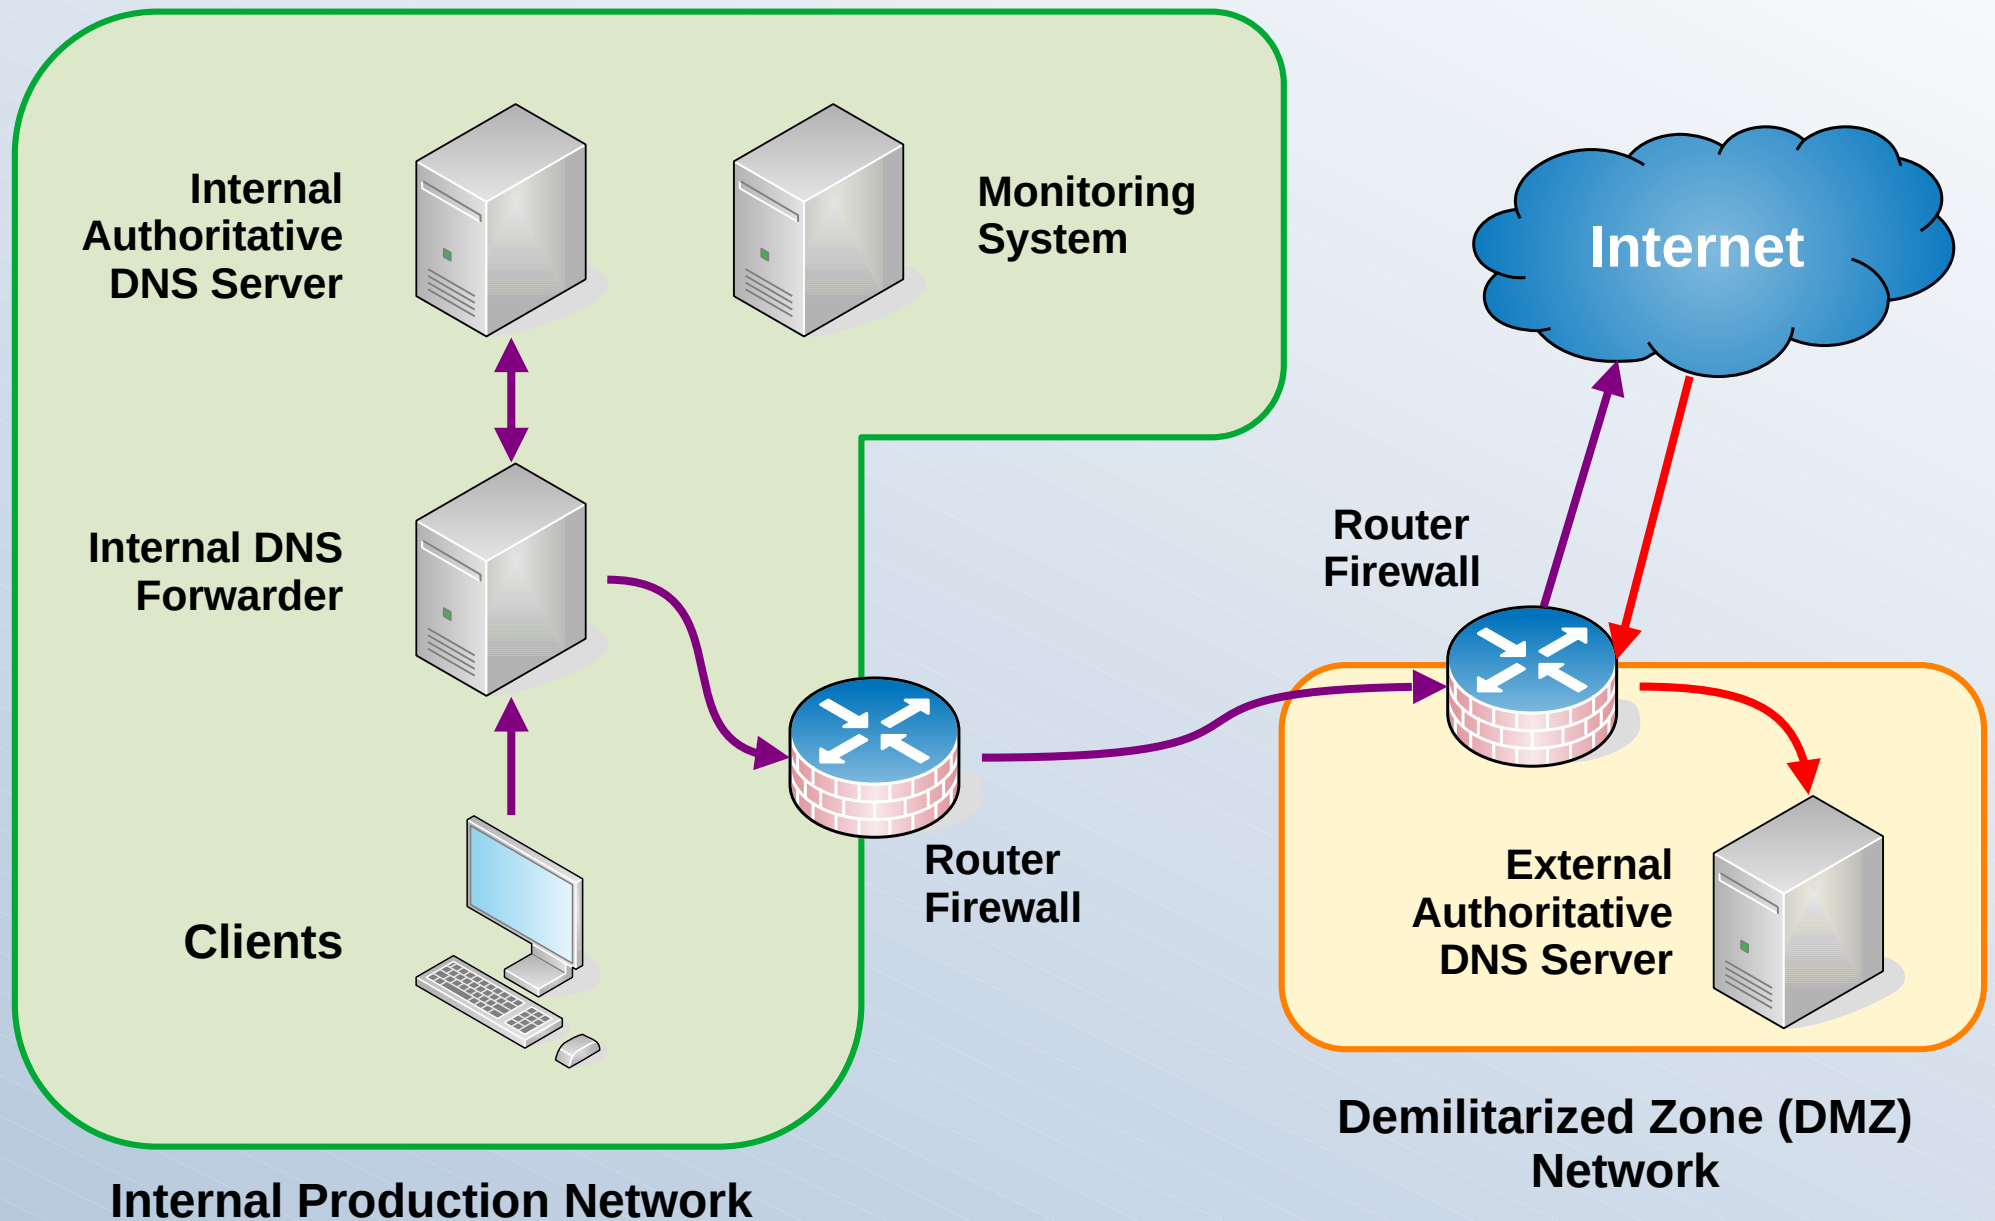 Internal
Authoritative
DNS Server
Monitoring
System
Internet
Internal DNS
Forwarder
Router
Firewall
Clients
Router
Firewall
External
Authoritative
DNS Server
Demilitarized Zone (DMZ)
Network
Internal Production Network